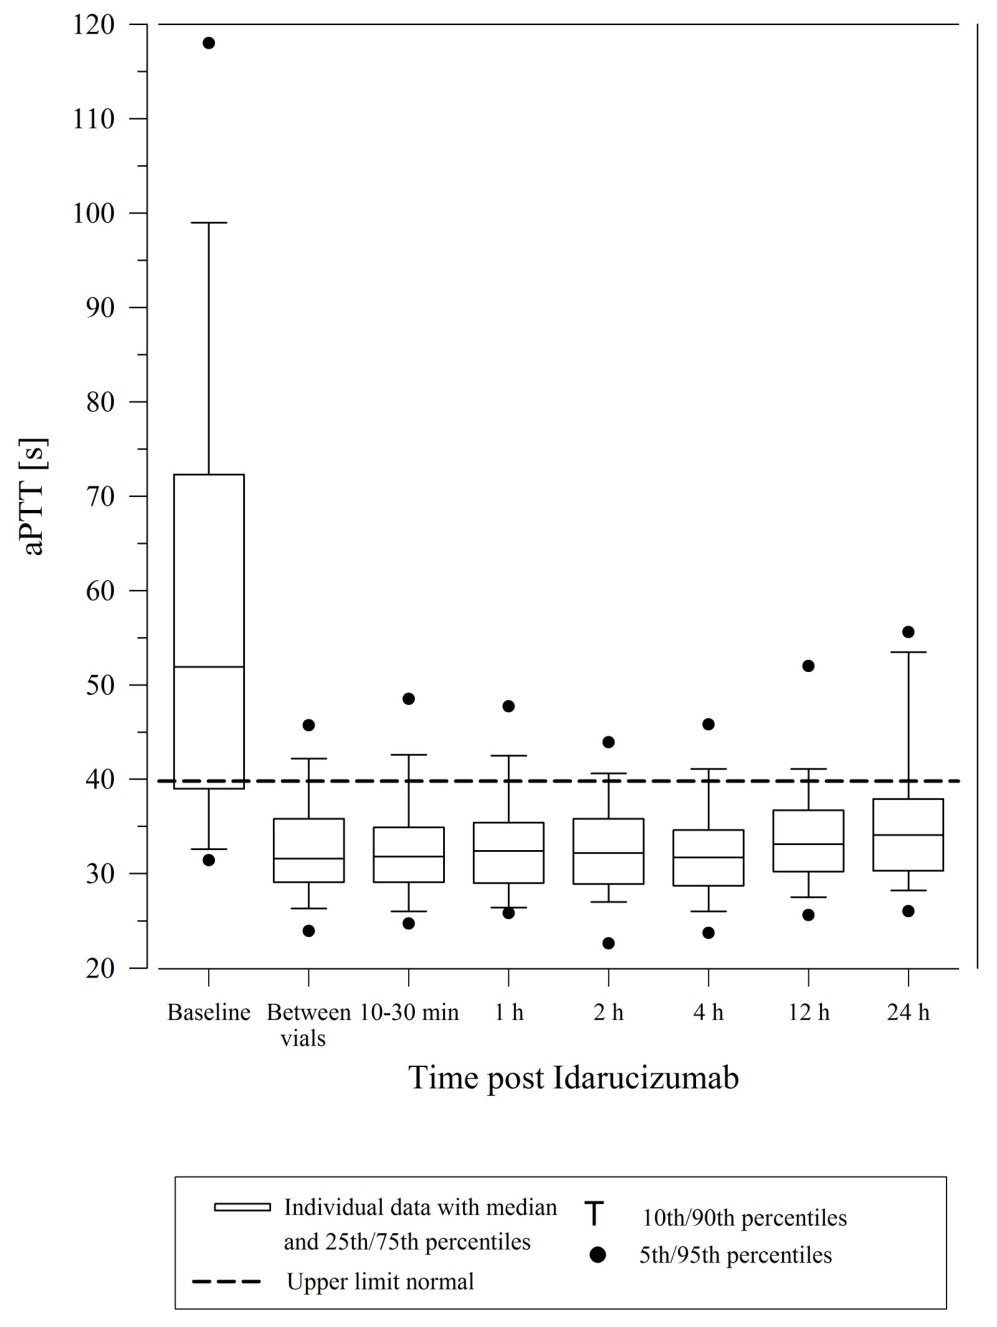 120
110
100
90
80
70
60
50
40
30
20
aPTT [s]
Baseline Between 10-30 min 1 h 2 h 4 h 12 h 24 h
vials
Time post Idarucizumab
Individual data with median
and 25th/75th percentiles
Upper limit normal
10th/90th percentiles
5th/95th percentiles